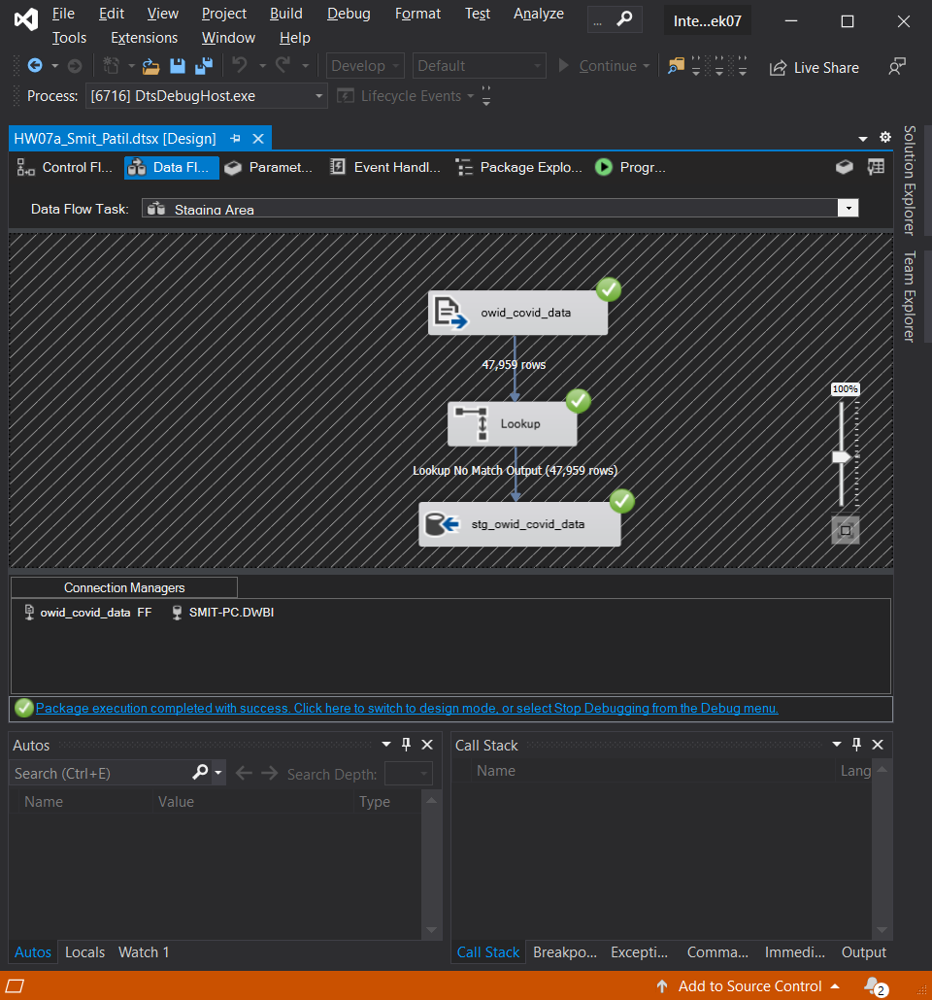 File Edit View Project Build Debug Format Test Analyze ... Inte...ek07
Tools Extensions Window Help
Develop Default Continue Live Share
Process: [6716] DtsDebugHost.exe Lifecycle Events
HW07a_Smit_Patil.dtsx [Design]
Control Fl... Data Fl... Paramet... Event Handl... Package Explo... Progr...
Data Flow Task: Staging Area
Solution Explorer
Team Explorer
owid_covid_data
47,959 rows
100%
Lookup
Lookup No Match Output (47,959 rows)
stg_owid_covid_data
Connection Managers
owid_covid_data FF SMIT-PC.DWBI
Package execution completed with success. Click here to switch to design mode, or select Stop Debugging from the Debug menu.
Autos Call Stack
Search (Ctrl+E) Search Depth: Name Lang
Name Value Type
Autos Locals Watch 1 Call Stack Breakpo... Excepti... Comma... Immedi... Output
Add to Source Control 2